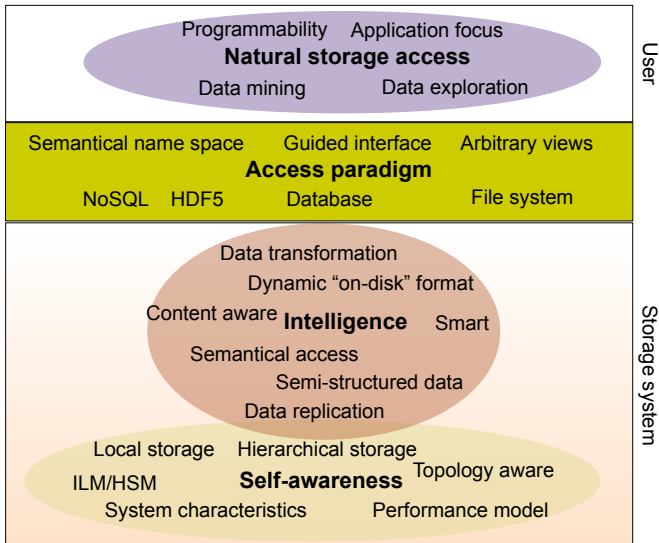 Programmability Application focus
Natural storage access
Data mining Data exploration
User
Semantical name space Guided interface Arbitrary views
Access paradigm
NoSQL HDF5 Database File system
Data transformation
Dynamic “on-disk” format
Content aware Intelligence Smart
Semantical access
Semi-structured data
Data replication
Storage system
Local storage Hierarchical storage
ILM/HSM Self-awareness Topology aware
System characteristics Performance model